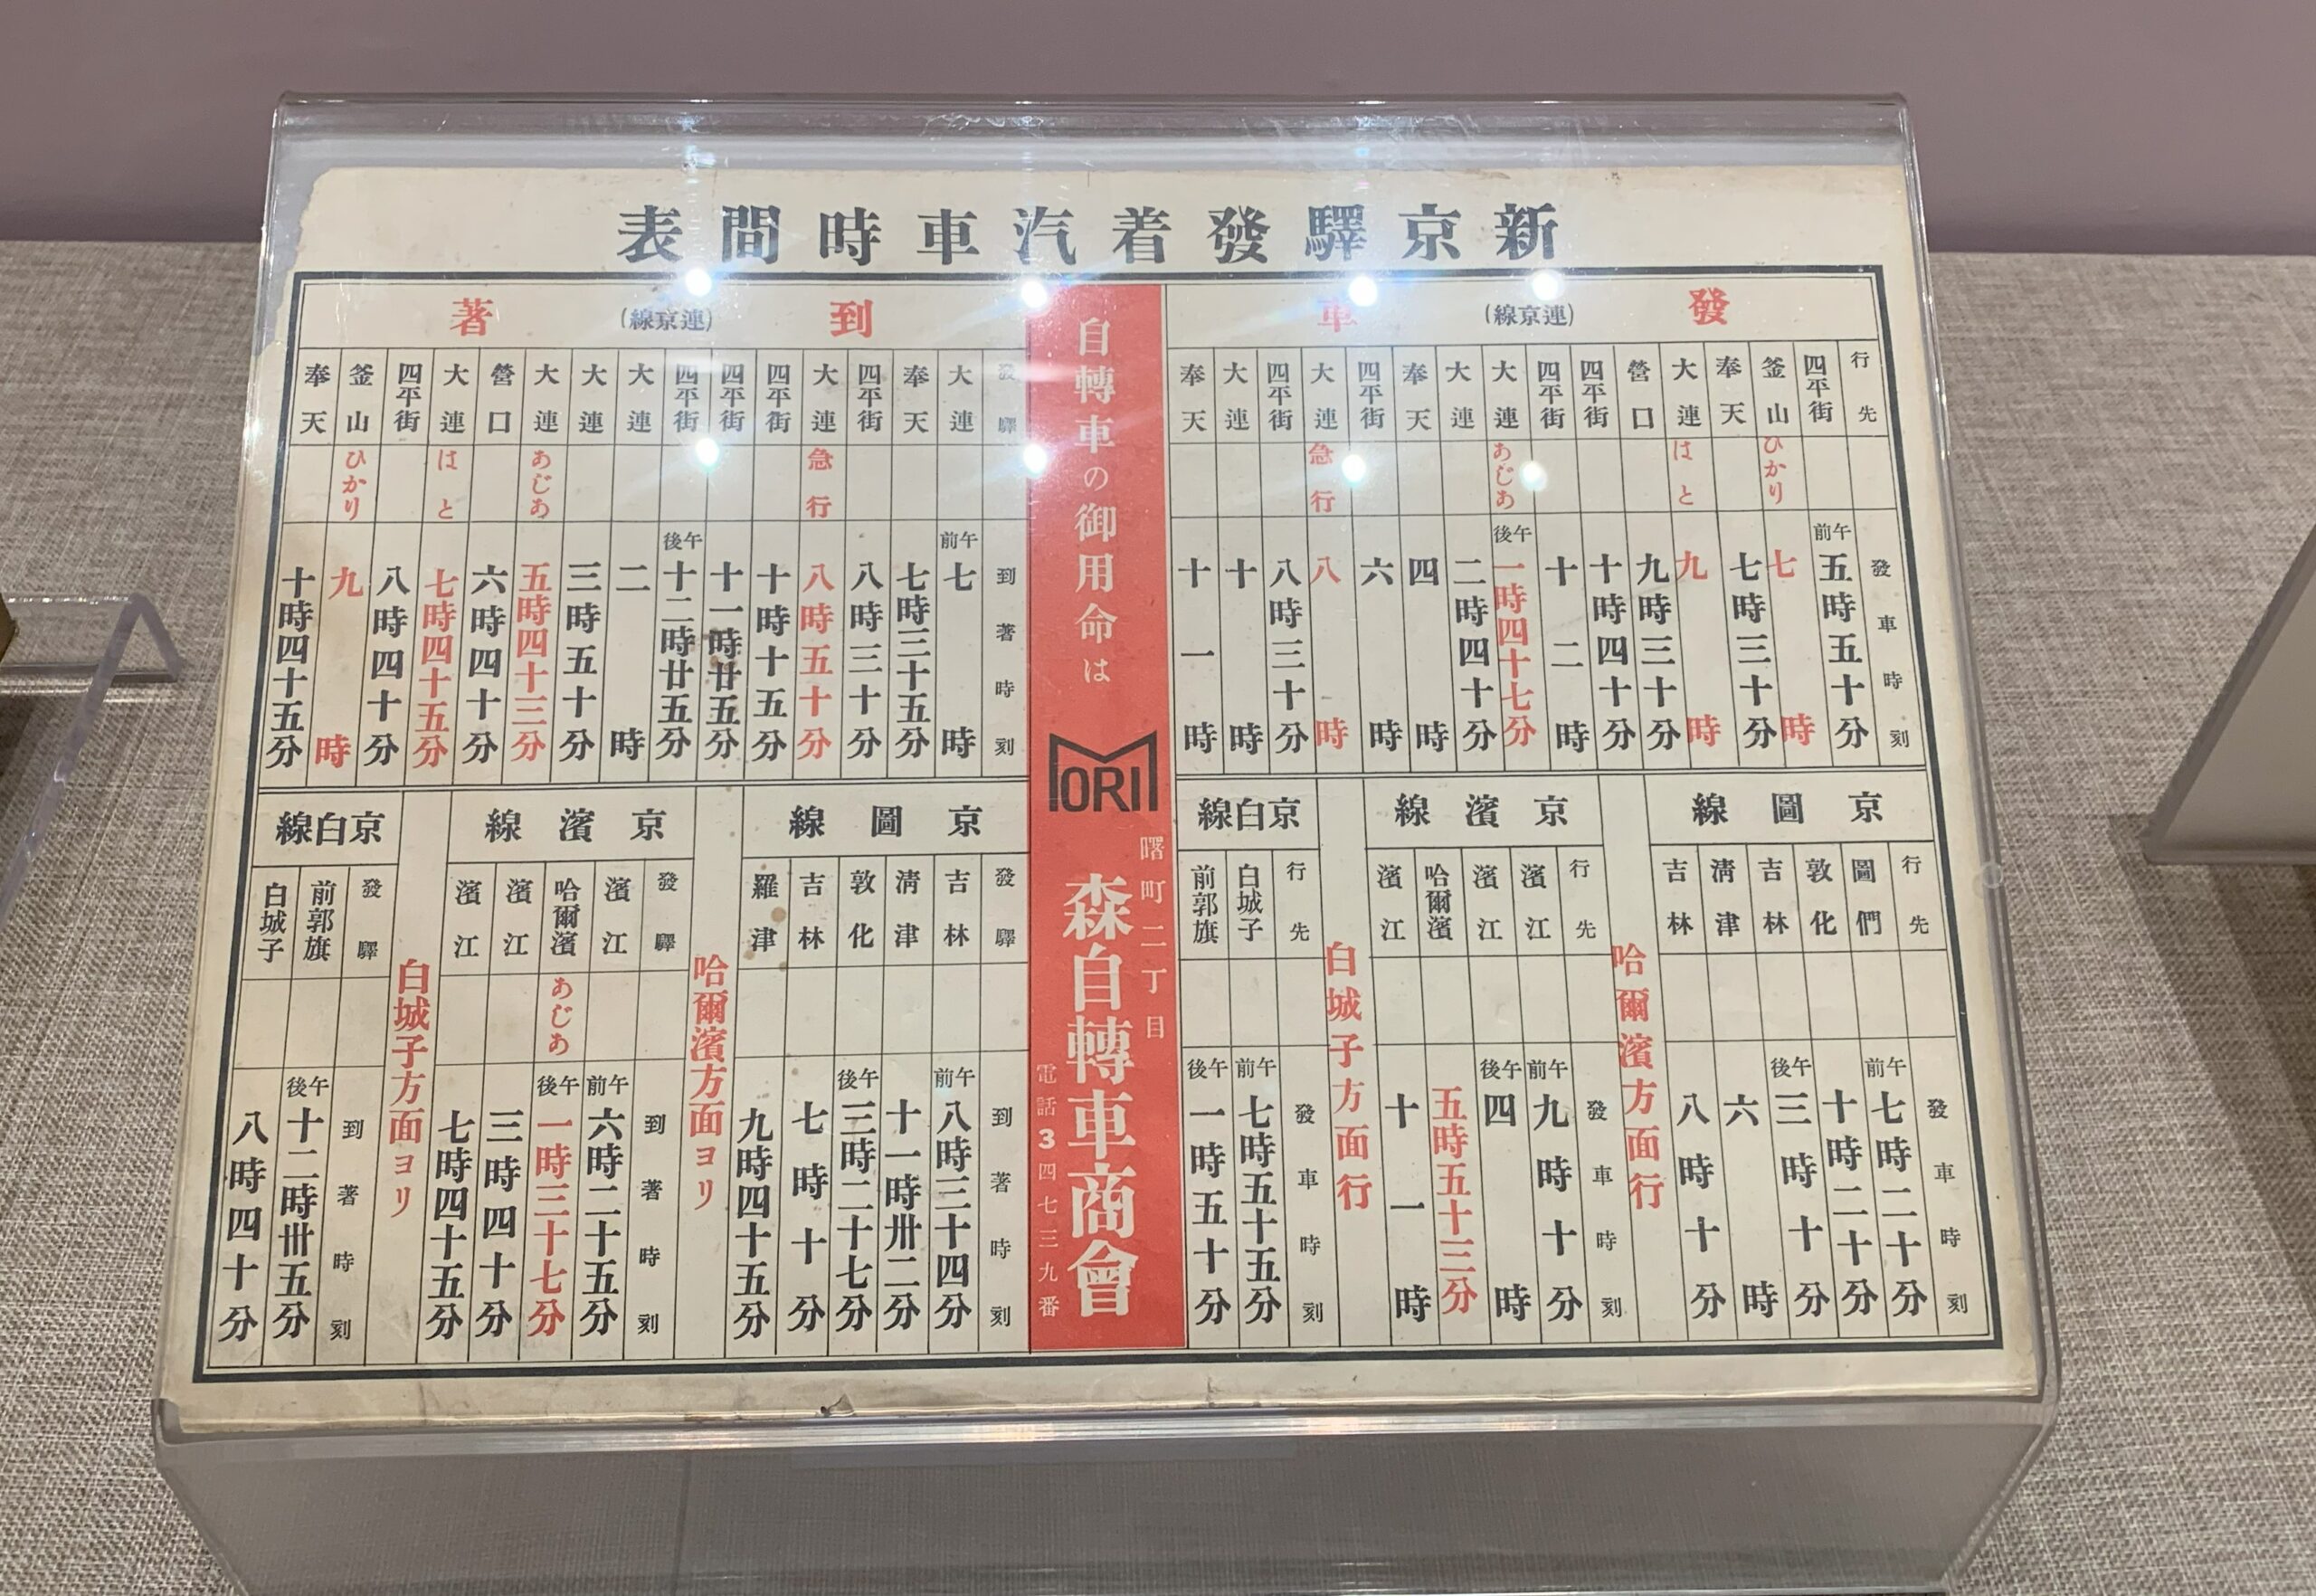 新京驛發着汽車時間表
發車(連京線)
行先 發車時刻
四平街 前午 五時五十分
釜山 ひかり 七時
奉天 七時三十分
大連 はと 九時
營口 九時三十分
四平街 十時四十分
四平街 十二時
大連 あじあ 後午 一時四十七分
大連 二時四十分
奉天 四時
四平街 六時
大連 急行 八時
四平街 八時三十分
大連 十時
奉天 十一時
京圖線
行先 發車時刻
圖們 前午 七時二十分
敦化 十時二十分
吉林 後午 三時十分
淸津 六時
吉林 八時十分
哈爾濱方面行
京濱線
行先 發車時刻
濱江 前午 九時十分
濱江 後午 四時
哈爾濱 五時五十三分
濱江 十一時
白城子方面行
京白線
行先 發車時刻
白城子 前午 七時五十五分
前郭旗 後午 一時五十分
自轉車の御用命は
MORI
曙町二丁目
森自轉車商會
電話3四七三九番
到著(連京線)
發驛 到著時刻
大連 前午 七時
奉天 七時三十五分
四平街 八時三十分
大連 急行 八時五十分
四平街 十時十五分
四平街 十一時廿五分
四平街 後午 十二時廿五分
大連 二時
大連 三時五十分
大連 あじあ 五時四十三分
營口 六時四十分
大連 はと 七時四十五分
四平街 八時四十分
釜山 ひかり 九時
奉天 十時四十五分
京圖線
發驛 到著時刻
吉林 前午 八時三十四分
淸津 十一時卅二分
敦化 後午 三時二十七分
吉林 七時十分
羅津 九時四十五分
哈爾濱方面ヨリ
京濱線
發驛 到著時刻
濱江 前午 六時二十五分
哈爾濱 あじあ 後午 一時三十七分
濱江 三時四十分
濱江 七時四十五分
白城子方面ヨリ
京白線
發驛 到著時刻
前郭旗 後午 十二時卅五分
白城子 八時四十分